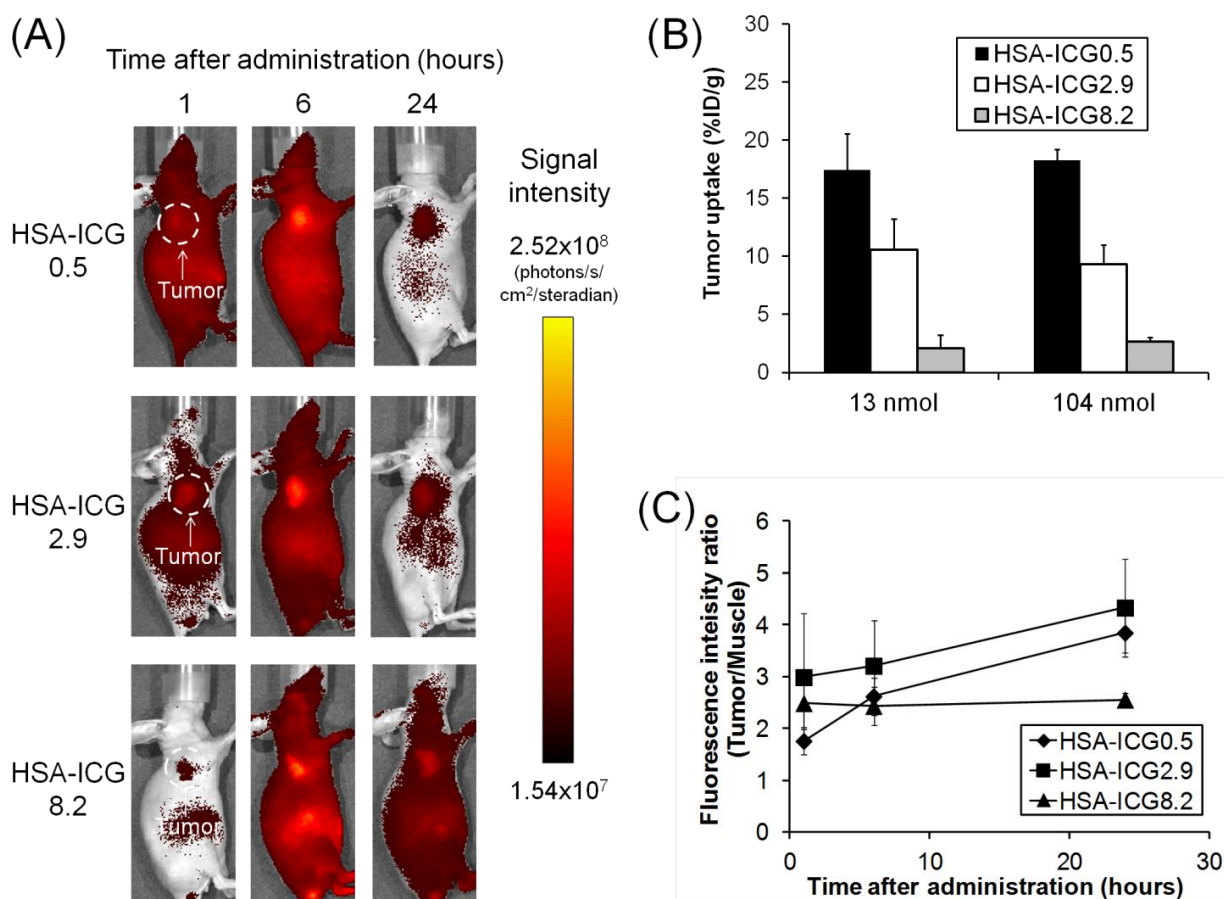 (A)
Time after administration (hours)
1 6 24
HSA-ICG
0.5
Tumor
HSA-ICG
2.9
Tumor
HSA-ICG
8.2
Tumor
Signal
intensity
2.52x10⁸
(photons/s/
cm²/steradian)
1.54x10⁷
(B)
Tumor uptake (%ID/g)
30
25
20
15
10
5
0
HSA-ICG0.5
HSA-ICG2.9
HSA-ICG8.2
13 nmol 104 nmol
(C)
Fluorescence inteisity ratio
(Tumor/Muscle)
6
5
4
3
2
1
0
HSA-ICG0.5
HSA-ICG2.9
HSA-ICG8.2
0 10 20 30
Time after administration (hours)